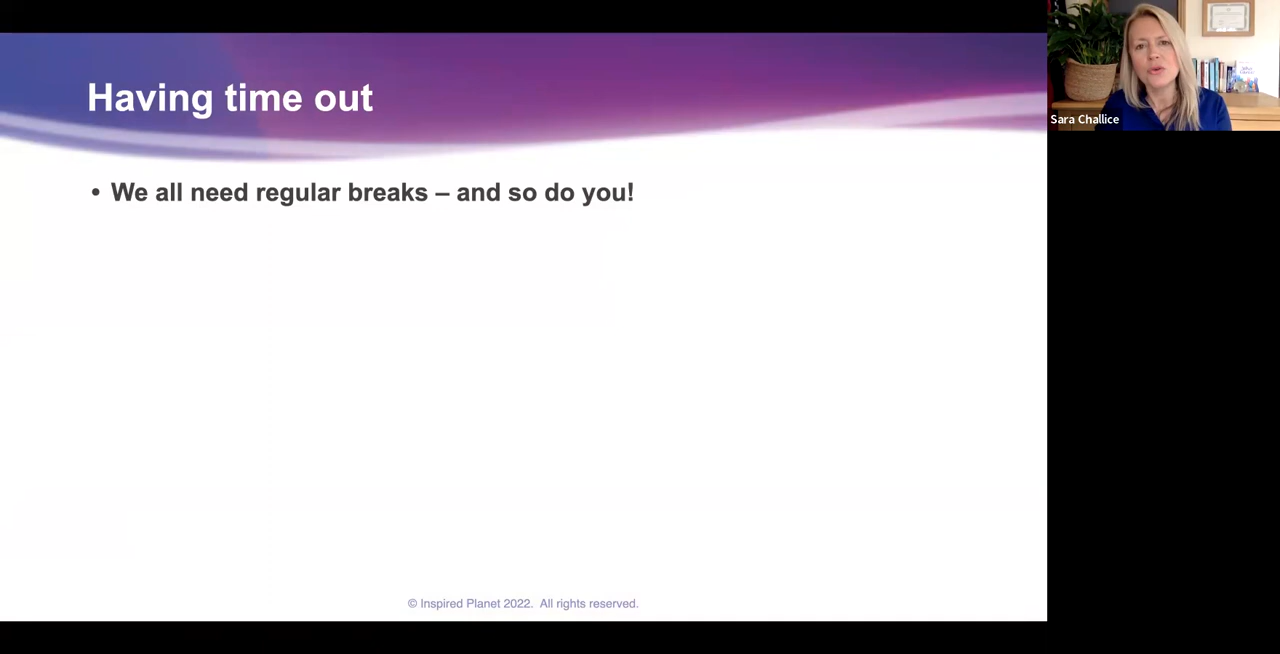 Having time out
Sara Challice
• We all need regular breaks – and so do you!
© Inspired Planet 2022.  All rights reserved.